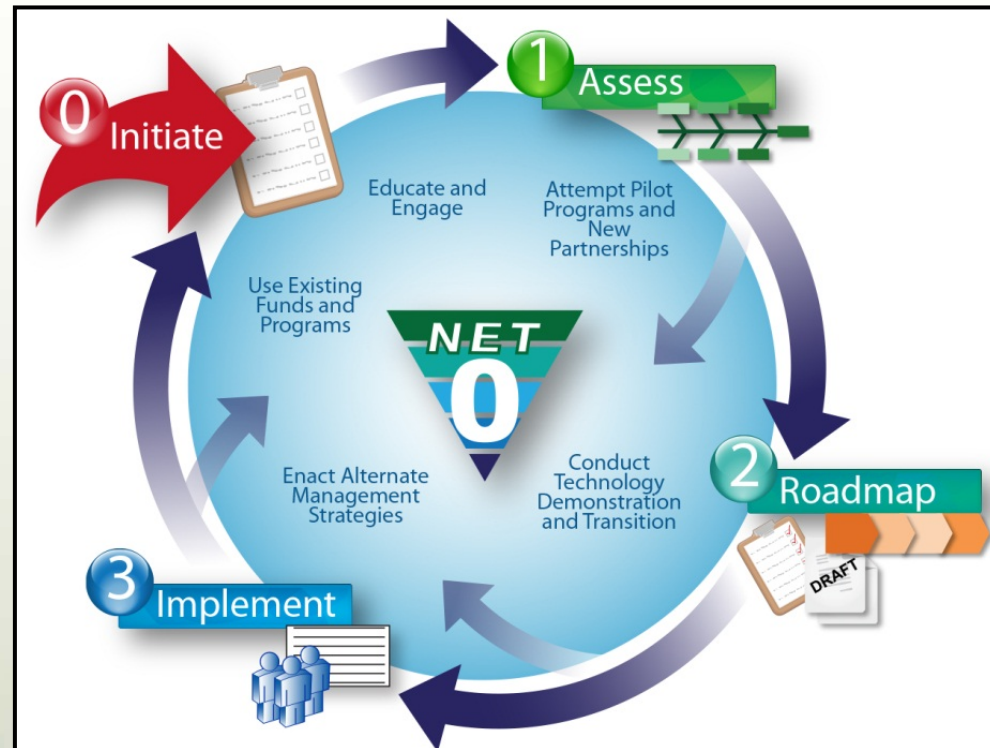 0
Initiate
1
Assess
Educate and
Engage
Attempt Pilot
Programs and
New
Partnerships
Use Existing
Funds and
Programs
NET
0
Enact Alternate
Management
Strategies
Conduct
Technology
Demonstration
and Transition
2
Roadmap
DRAFT
3
Implement